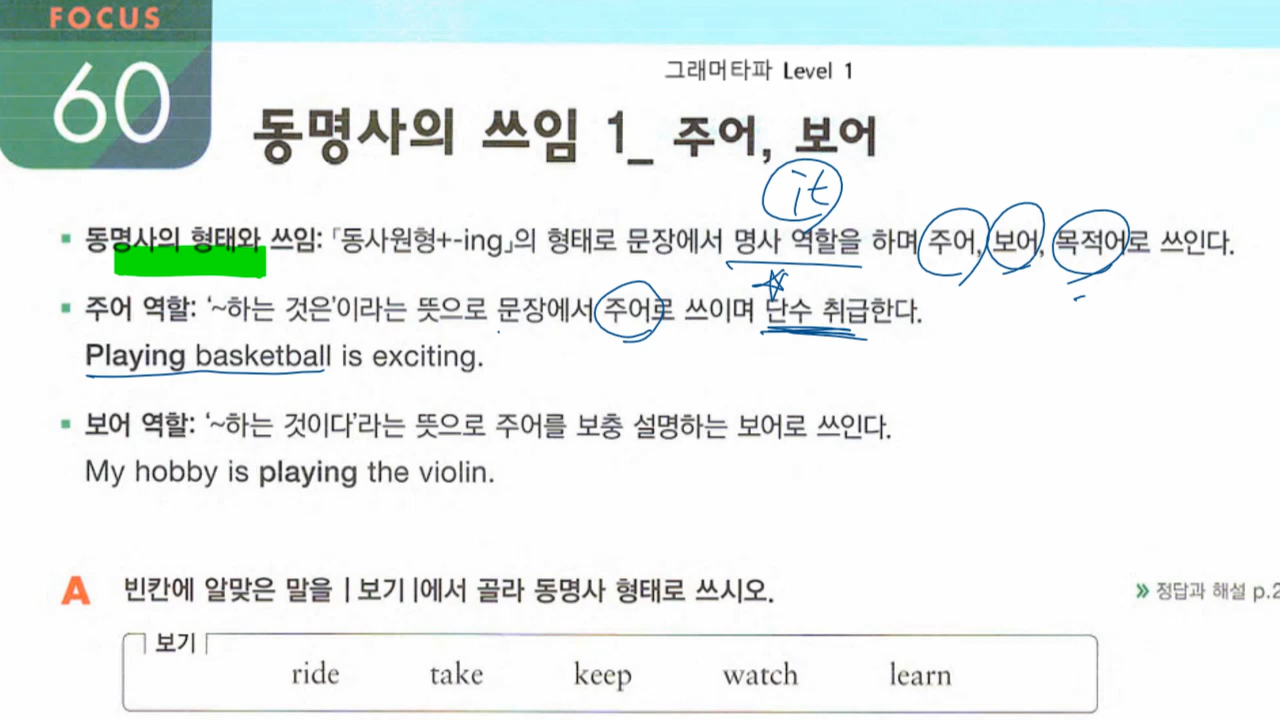 FOCUS
60
그래머타파 Level 1
동명사의 쓰임 1_ 주어, 보어
it
▪ 동명사의 형태와 쓰임: 「동사원형+-ing」의 형태로 문장에서 명사 역할을 하며 주어, 보어, 목적어로 쓰인다.
▪ 주어 역할: ‘~하는 것은’이라는 뜻으로 문장에서 주어로 쓰이며 단수 취급한다.
Playing basketball is exciting.
▪ 보어 역할: ‘~하는 것이다’라는 뜻으로 주어를 보충 설명하는 보어로 쓰인다.
My hobby is playing the violin.
A 빈칸에 알맞은 말을 |보기|에서 골라 동명사 형태로 쓰시오.
» 정답과 해설 p.2
|보기|
ride take keep watch learn